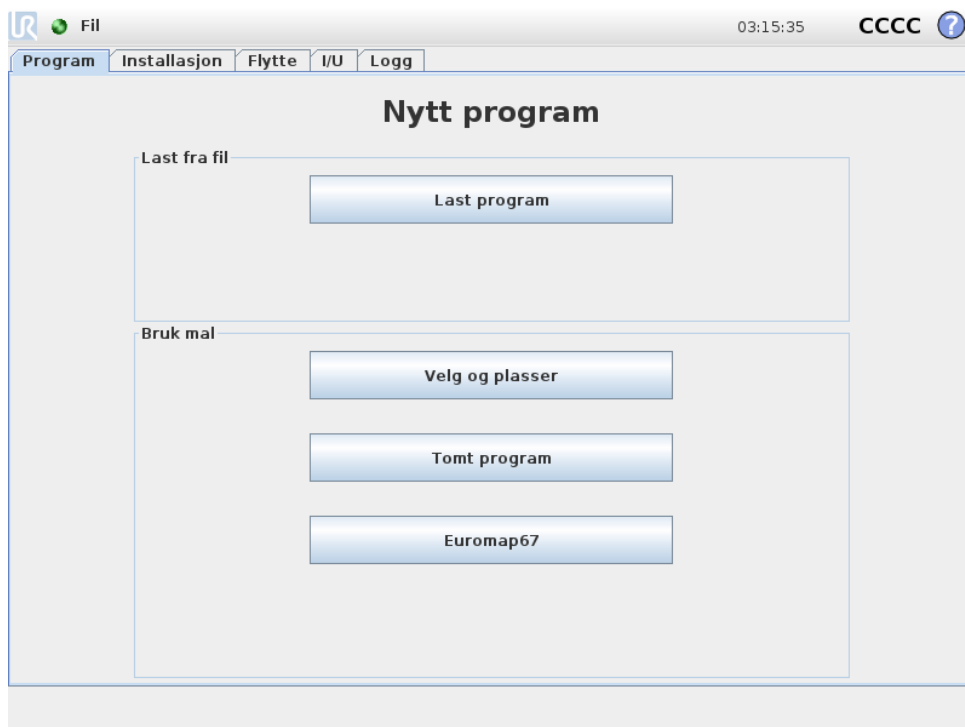 UR Fil 03:15:35 CCCC ?
Program Installasjon Flytte I/U Logg
Nytt program
Last fra fil
Last program
Bruk mal
Velg og plasser
Tomt program
Euromap67